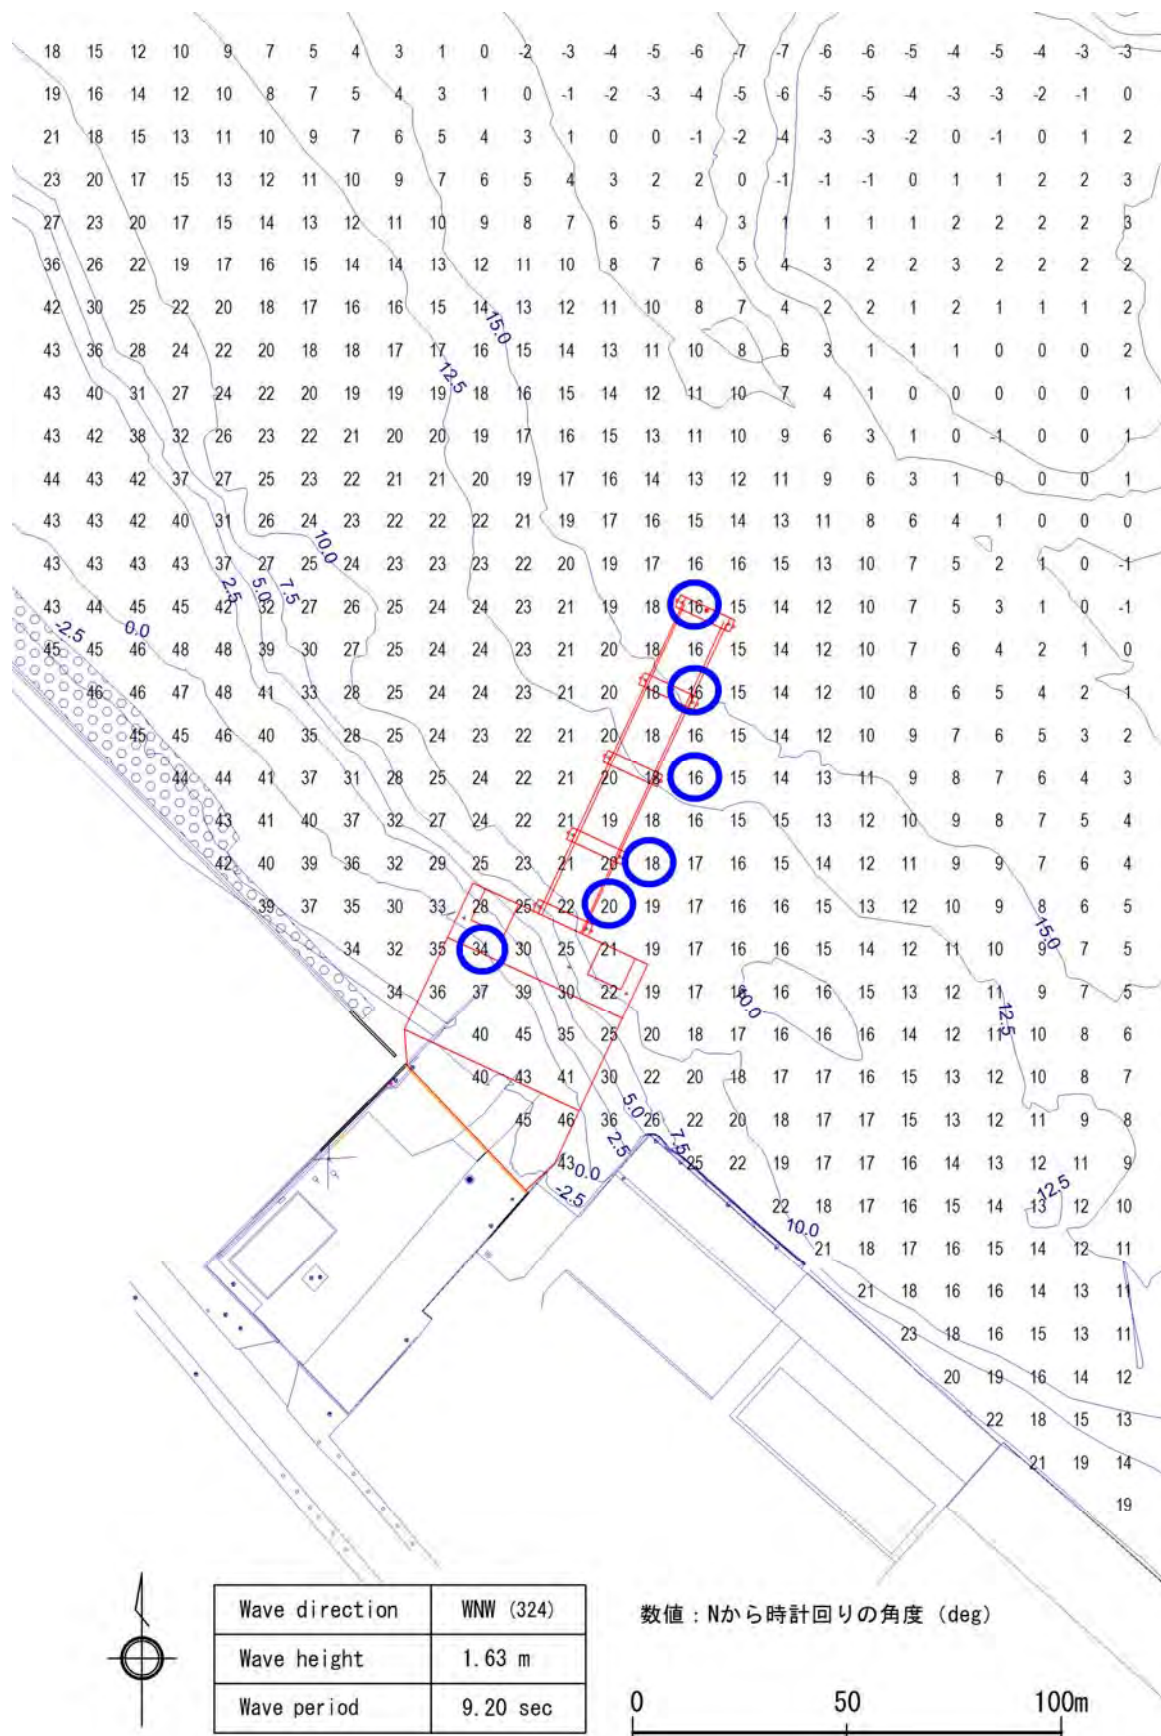 18 15 12 10 9 7 5 4 3 1 0 -2 -3 -4 -5 -6 -7 -7 -6 -6 -5 -4 -5 -4 -3 -3
19 16 14 12 10 8 7 5 4 3 1 0 -1 -2 -3 -4 -5 -6 -5 -5 -4 -3 -3 -2 -1 0
21 18 15 13 11 10 9 7 6 5 4 3 1 0 0 -1 -2 -4 -3 -3 -2 0 -1 0 1 2
23 20 17 15 13 12 11 10 9 7 6 5 4 3 2 2 0 -1 -1 -1 0 1 1 2 2 3
27 23 20 17 15 14 13 12 11 10 9 8 7 6 5 4 3 1 1 1 1 2 2 2 2 3
36 26 22 19 17 16 15 14 14 13 12 11 10 8 7 6 5 4 3 2 2 3 2 2 2 2
42 30 25 22 20 18 17 16 16 15 14 13 12 11 10 8 7 4 2 2 1 2 1 1 1 2
15.0
43 36 28 24 22 20 18 18 17 17 16 15 14 13 11 10 8 6 3 1 1 1 0 0 0 2
12.5
43 40 31 27 24 22 20 19 19 19 18 16 15 14 12 11 10 7 4 1 0 0 0 0 0 1
43 42 38 32 26 23 22 21 20 20 19 17 16 15 13 11 10 9 6 3 1 0 -1 0 0 1
44 43 42 37 27 25 23 22 21 21 20 19 17 16 14 13 12 11 9 6 3 1 0 0 0 1
43 43 42 40 31 26 24 23 22 22 22 21 19 17 16 15 14 13 11 8 6 4 1 0 0 0
10.0
43 43 43 43 37 27 25 24 23 23 23 22 20 19 17 16 16 15 13 10 7 5 2 1 0 -1
2.5 5.0 7.5
43 44 45 45 42 32 27 26 25 24 24 23 21 19 18 16 15 14 12 10 7 5 3 1 0 -1
-2.5 0.0
45 45 46 48 48 39 30 27 25 24 24 23 21 20 18 16 15 14 12 10 7 6 4 2 1 0
46 46 47 48 41 33 28 25 24 24 23 21 20 18 16 15 14 12 10 8 6 5 4 2 1
45 45 46 40 35 28 25 24 23 22 21 20 18 16 15 14 12 10 9 7 6 5 3 2
44 44 41 37 31 28 25 24 22 21 20 18 16 15 14 13 11 9 8 7 6 4 3
43 41 40 37 32 27 24 22 21 19 18 16 15 15 13 12 10 9 8 7 5 4
42 40 39 36 32 29 25 23 21 20 18 17 16 15 14 12 11 9 9 7 6 4
39 37 35 30 33 28 25 22 20 19 17 16 16 15 13 12 10 9 8 6 5
15.0
34 32 35 34 30 25 21 19 17 16 16 15 14 12 11 10 9 7 5
34 36 37 39 30 22 19 17 16 16 16 15 13 12 11 9 7 5
10.0 12.5
40 45 35 25 20 18 17 16 16 16 14 12 11 10 8 6
40 43 41 30 22 20 18 17 17 16 15 13 12 10 8 7
5.0
45 46 36 26 22 20 18 17 17 15 13 12 11 9 8
2.5 7.5
43 25 22 19 17 17 16 14 13 12 11 9
0.0
-2.5 12.5
22 18 17 16 15 14 13 12 10
10.0
21 18 17 16 15 14 12 11
21 18 16 16 14 13 11
23 18 16 15 13 11
20 19 16 14 12
22 18 15 13
21 19 14
19
Wave direction WNW (324)
Wave height 1.63 m
Wave period 9.20 sec
数値：Nから時計回りの角度 (deg)
0 50 100m